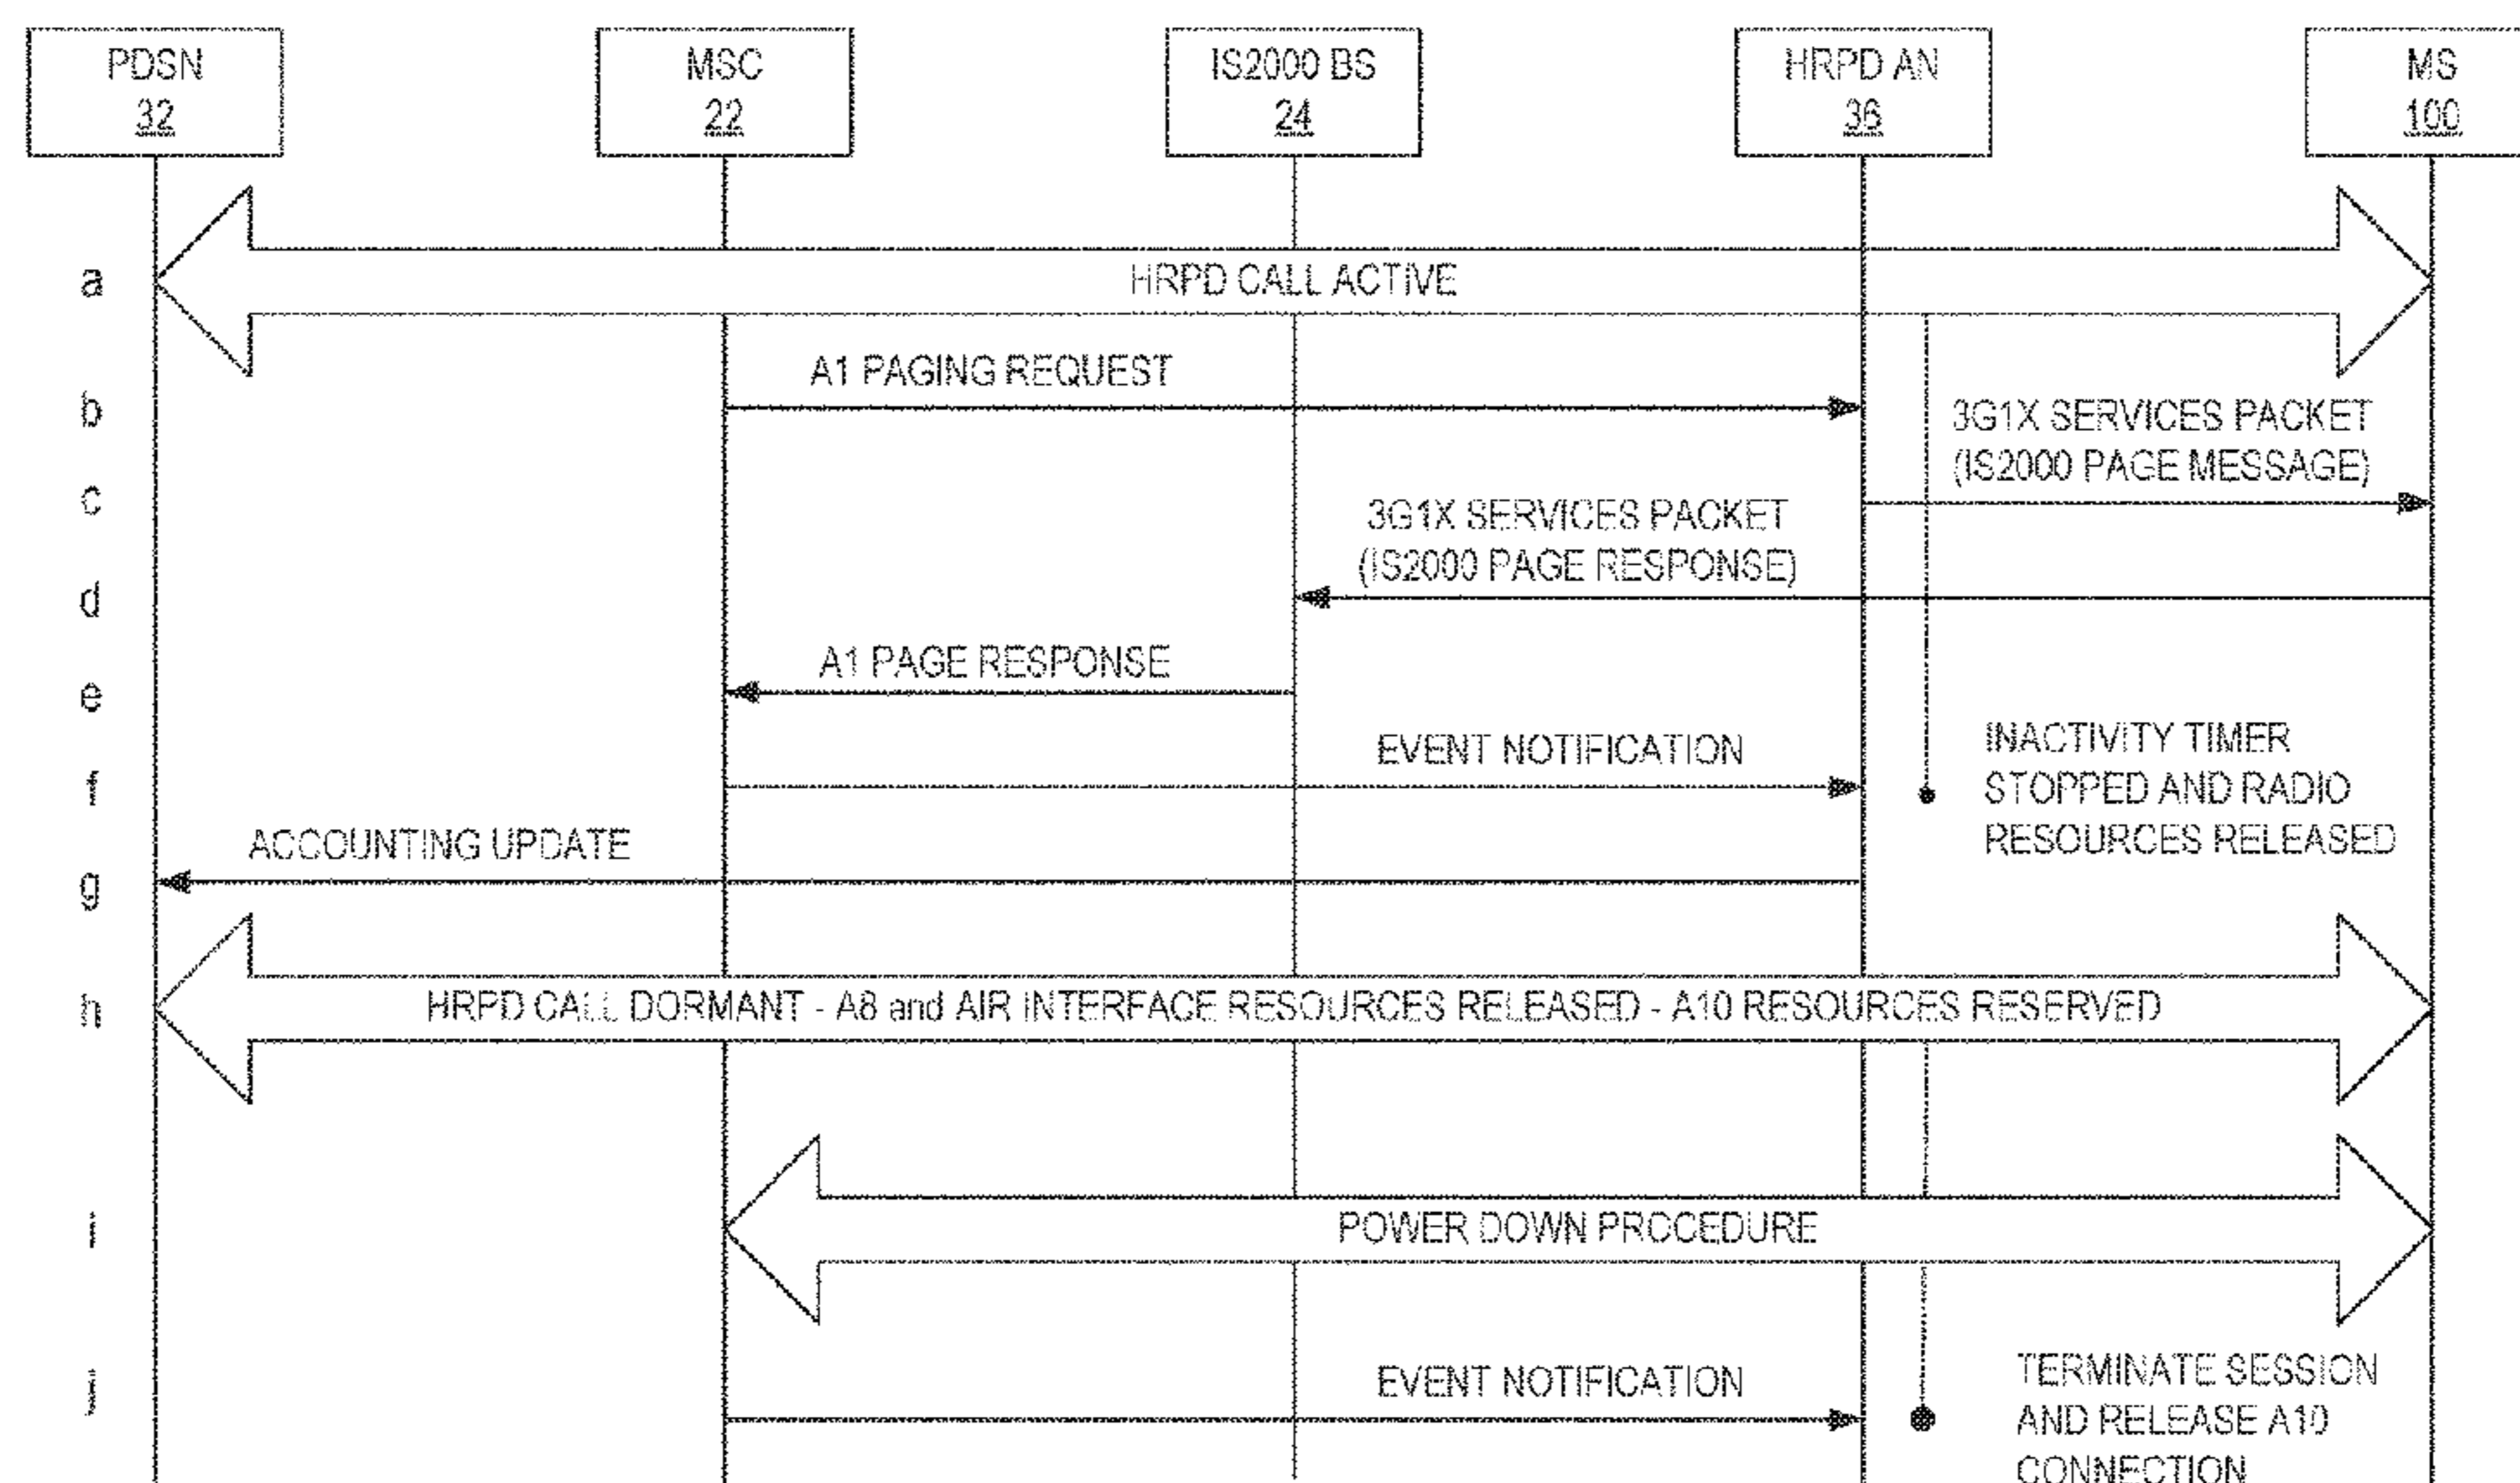 PDSN
32
MSC
22
IS2000 BS
24
HRPD AN
36
MS
100
a
HRPD CALL ACTIVE
b
A1 PAGING REQUEST
3G1X SERVICES PACKET
(IS2000 PAGE MESSAGE)
c
3G1X SERVICES PACKET
(IS2000 PAGE RESPONSE)
d
A1 PAGE RESPONSE
e
EVENT NOTIFICATION
INACTIVITY TIMER
STOPPED AND RADIO
RESOURCES RELEASED
f
ACCOUNTING UPDATE
g
h
HRPD CALL DORMANT - A8 and AIR INTERFACE RESOURCES RELEASED - A10 RESOURCES RESERVED
i
POWER DOWN PROCEDURE
j
EVENT NOTIFICATION
TERMINATE SESSION
AND RELEASE A10
CONNECTION